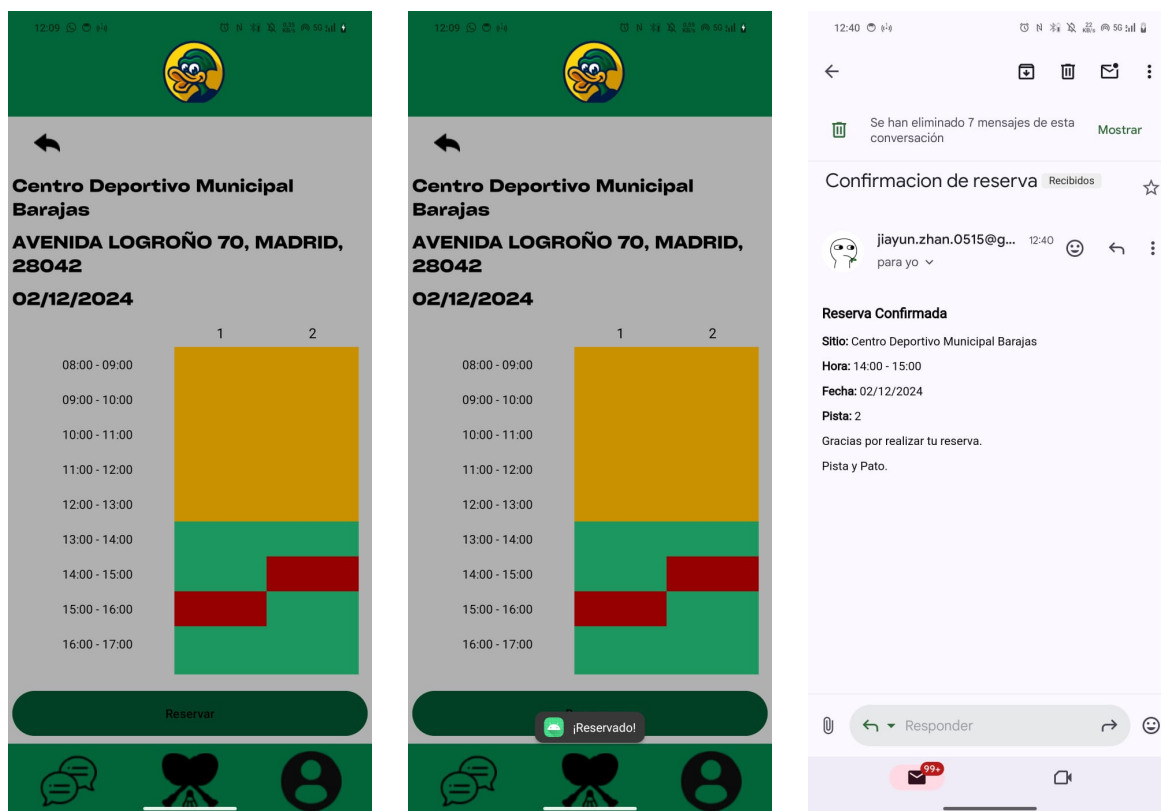 12:09
5G
Centro Deportivo Municipal
Barajas
AVENIDA LOGROÑO 70, MADRID,
28042
02/12/2024
1 2
08:00 - 09:00
09:00 - 10:00
10:00 - 11:00
11:00 - 12:00
12:00 - 13:00
13:00 - 14:00
14:00 - 15:00
15:00 - 16:00
16:00 - 17:00
Reservar
12:09
5G
Centro Deportivo Municipal
Barajas
AVENIDA LOGROÑO 70, MADRID,
28042
02/12/2024
1 2
08:00 - 09:00
09:00 - 10:00
10:00 - 11:00
11:00 - 12:00
12:00 - 13:00
13:00 - 14:00
14:00 - 15:00
15:00 - 16:00
16:00 - 17:00
¡Reservado!
12:40 22 KB/s 5G
Se han eliminado 7 mensajes de esta
conversación
Mostrar
Confirmacion de reserva Recibidos
jiayun.zhan.0515@g... 12:40
para yo
Reserva Confirmada
Sitio: Centro Deportivo Municipal Barajas
Hora: 14:00 - 15:00
Fecha: 02/12/2024
Pista: 2
Gracias por realizar tu reserva.
Pista y Pato.
Responder
99+